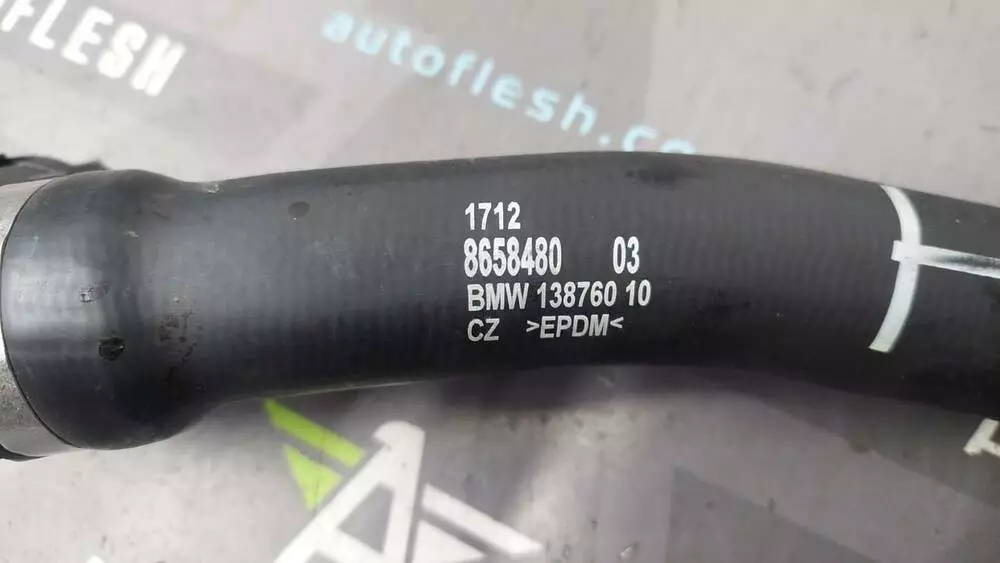 FLESH
autoflesh.co
1712
8658480 03
BMW 138760 10
CZ >EPDM<